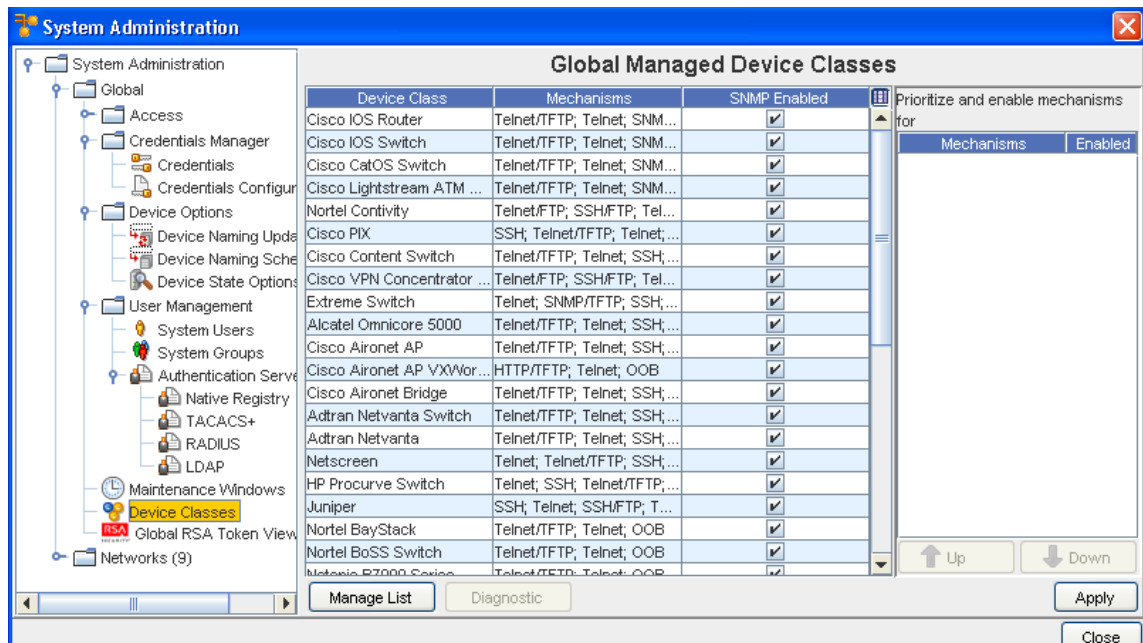 System Administration
System Administration
Global
Access
Credentials Manager
Credentials
Credentials Configur
Device Options
Device Naming Upda
Device Naming Sche
Device State Options
User Management
System Users
System Groups
Authentication Serve
Native Registry
TACACS+
RADIUS
LDAP
Maintenance Windows
Device Classes
RSA Global RSA Token View
Networks (9)
Global Managed Device Classes
Device Class Mechanisms SNMP Enabled
Cisco IOS Router Telnet/TFTP; Telnet; SNM...
Cisco IOS Switch Telnet/TFTP; Telnet; SNM...
Cisco CatOS Switch Telnet/TFTP; Telnet; SNM...
Cisco Lightstream ATM ... Telnet/TFTP; Telnet; SNM...
Nortel Contivity Telnet/FTP; SSH/FTP; Tel...
Cisco PIX SSH; Telnet/TFTP; Telnet;...
Cisco Content Switch Telnet/TFTP; Telnet; SSH;...
Cisco VPN Concentrator ... Telnet/FTP; SSH/FTP; Tel...
Extreme Switch Telnet; SNMP/TFTP; SSH;...
Alcatel Omnicore 5000 Telnet/TFTP; Telnet; SSH;...
Cisco Aironet AP Telnet/TFTP; Telnet; SSH;...
Cisco Aironet AP VXWor... HTTP/TFTP; Telnet; OOB
Cisco Aironet Bridge Telnet/TFTP; Telnet; SSH;...
Adtran Netvanta Switch Telnet/TFTP; Telnet; SSH;...
Adtran Netvanta Telnet/TFTP; Telnet; SSH;...
Netscreen Telnet; Telnet/TFTP; SSH;...
HP Procurve Switch Telnet; SSH; Telnet/TFTP;...
Juniper SSH; Telnet; SSH/FTP; T...
Nortel BayStack Telnet/TFTP; Telnet; OOB
Nortel BoSS Switch Telnet/TFTP; Telnet; OOB
Series Telnet/TFTP; Telnet; OOB
Prioritize and enable mechanisms
for
Mechanisms Enabled
Up Down
Manage List Diagnostic Apply
Close